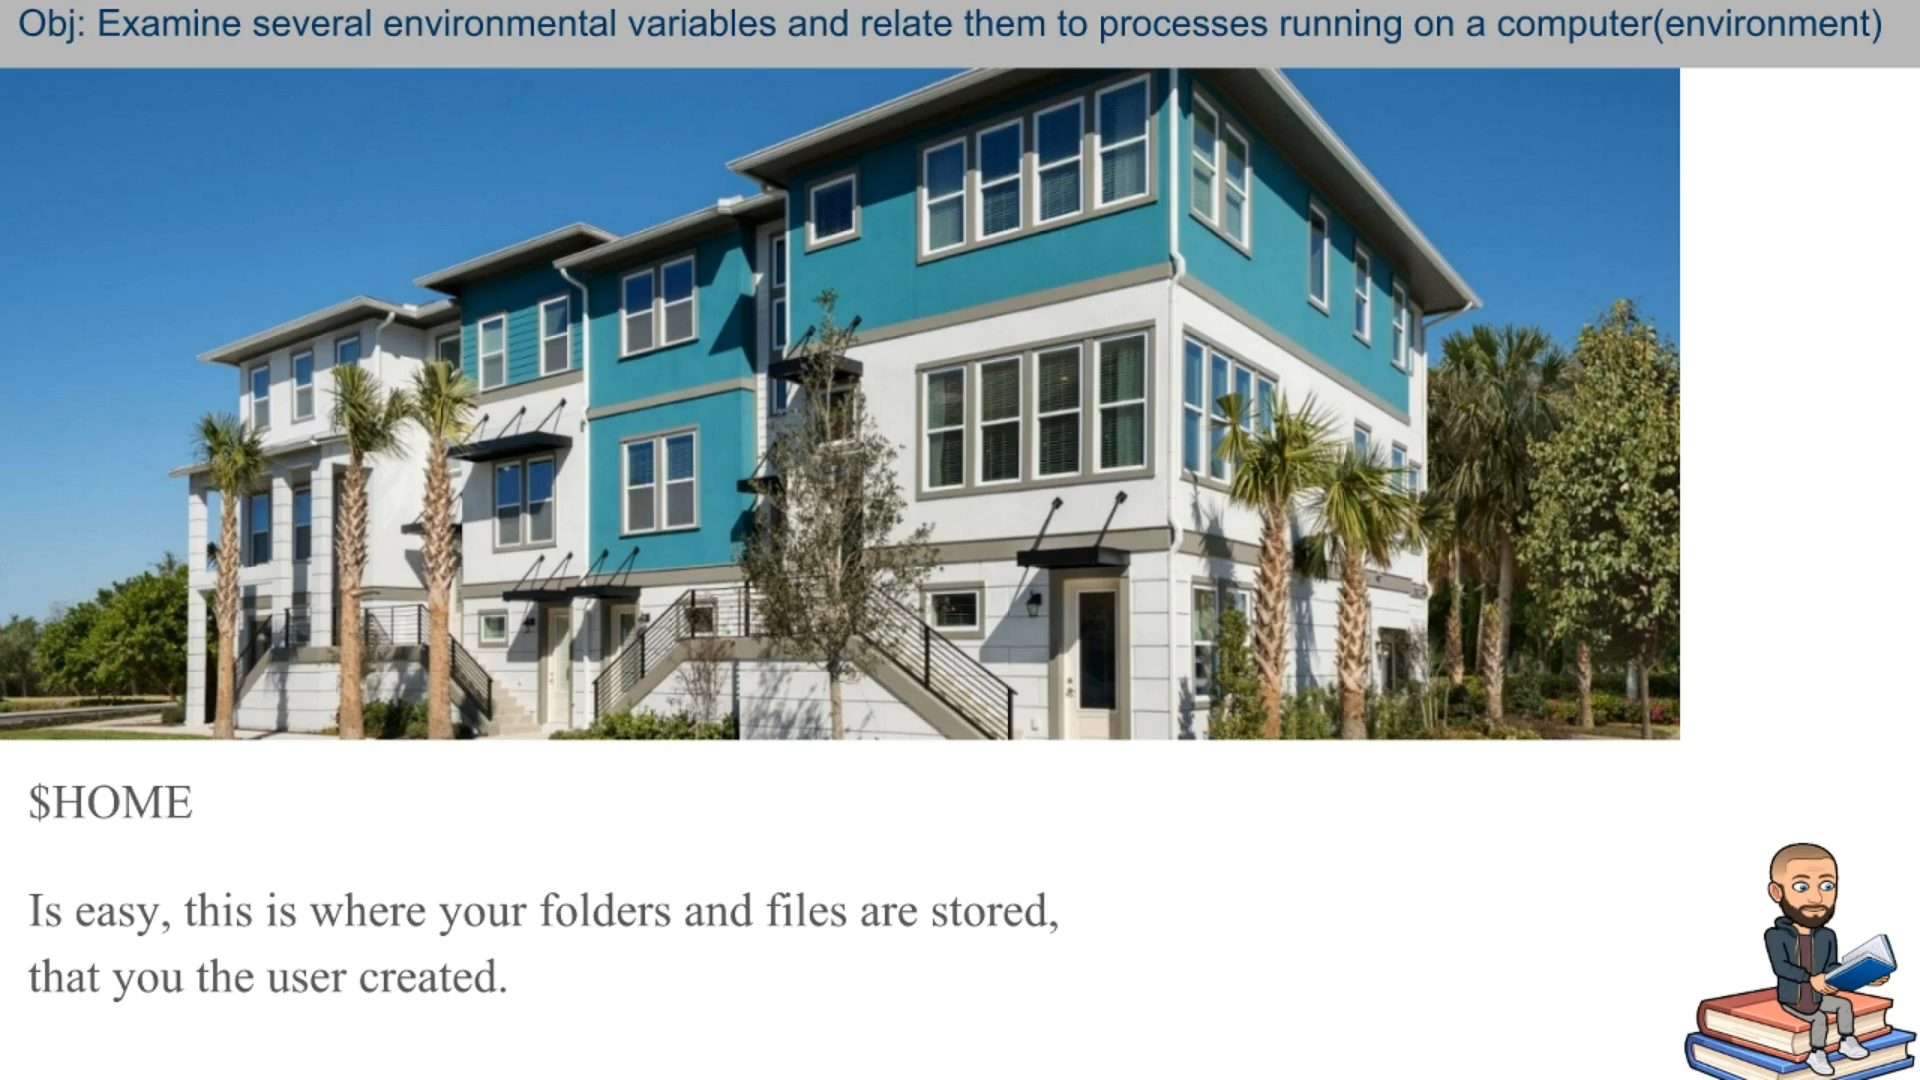 Obj: Examine several environmental variables and relate them to processes running on a computer(environment)
$HOME
Is easy, this is where your folders and files are stored,
that you the user created.